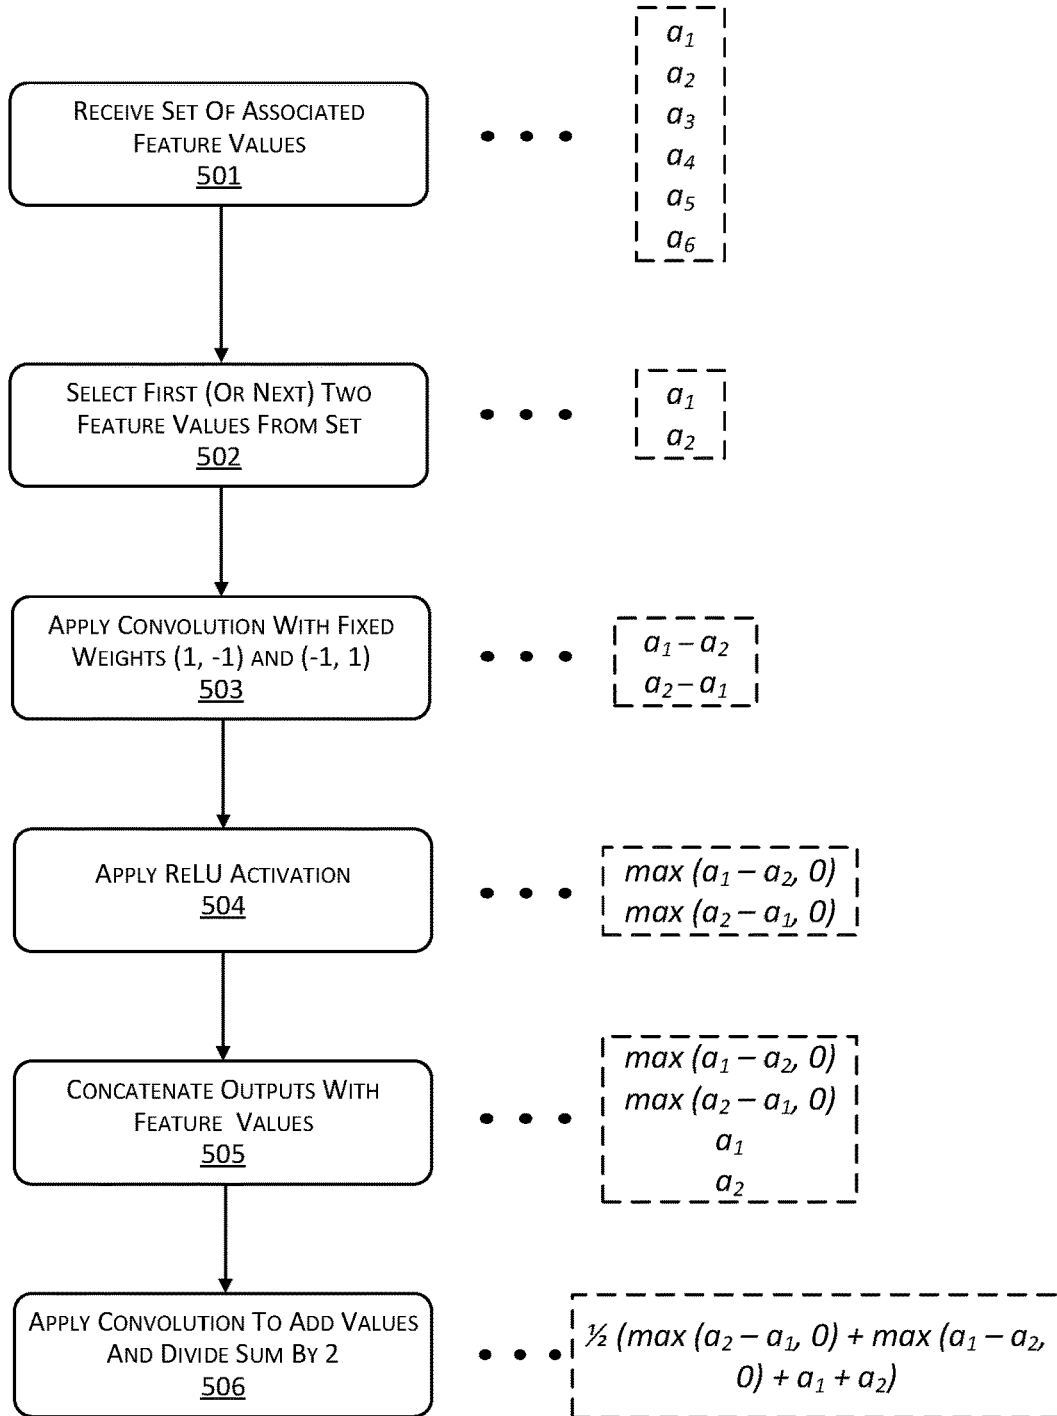 RECEIVE SET OF ASSOCIATED
FEATURE VALUES
501
a₁
a₂
a₃
a₄
a₅
a₆
SELECT FIRST (OR NEXT) TWO
FEATURE VALUES FROM SET
502
a₁
a₂
APPLY CONVOLUTION WITH FIXED
WEIGHTS (1, -1) AND (-1, 1)
503
a₁ – a₂
a₂ – a₁
APPLY RELU ACTIVATION
504
max (a₁ – a₂, 0)
max (a₂ – a₁, 0)
CONCATENATE OUTPUTS WITH
FEATURE VALUES
505
max (a₁ – a₂, 0)
max (a₂ – a₁, 0)
a₁
a₂
APPLY CONVOLUTION TO ADD VALUES
AND DIVIDE SUM BY 2
506
½ (max (a₂ – a₁, 0) + max (a₁ – a₂,
0) + a₁ + a₂)